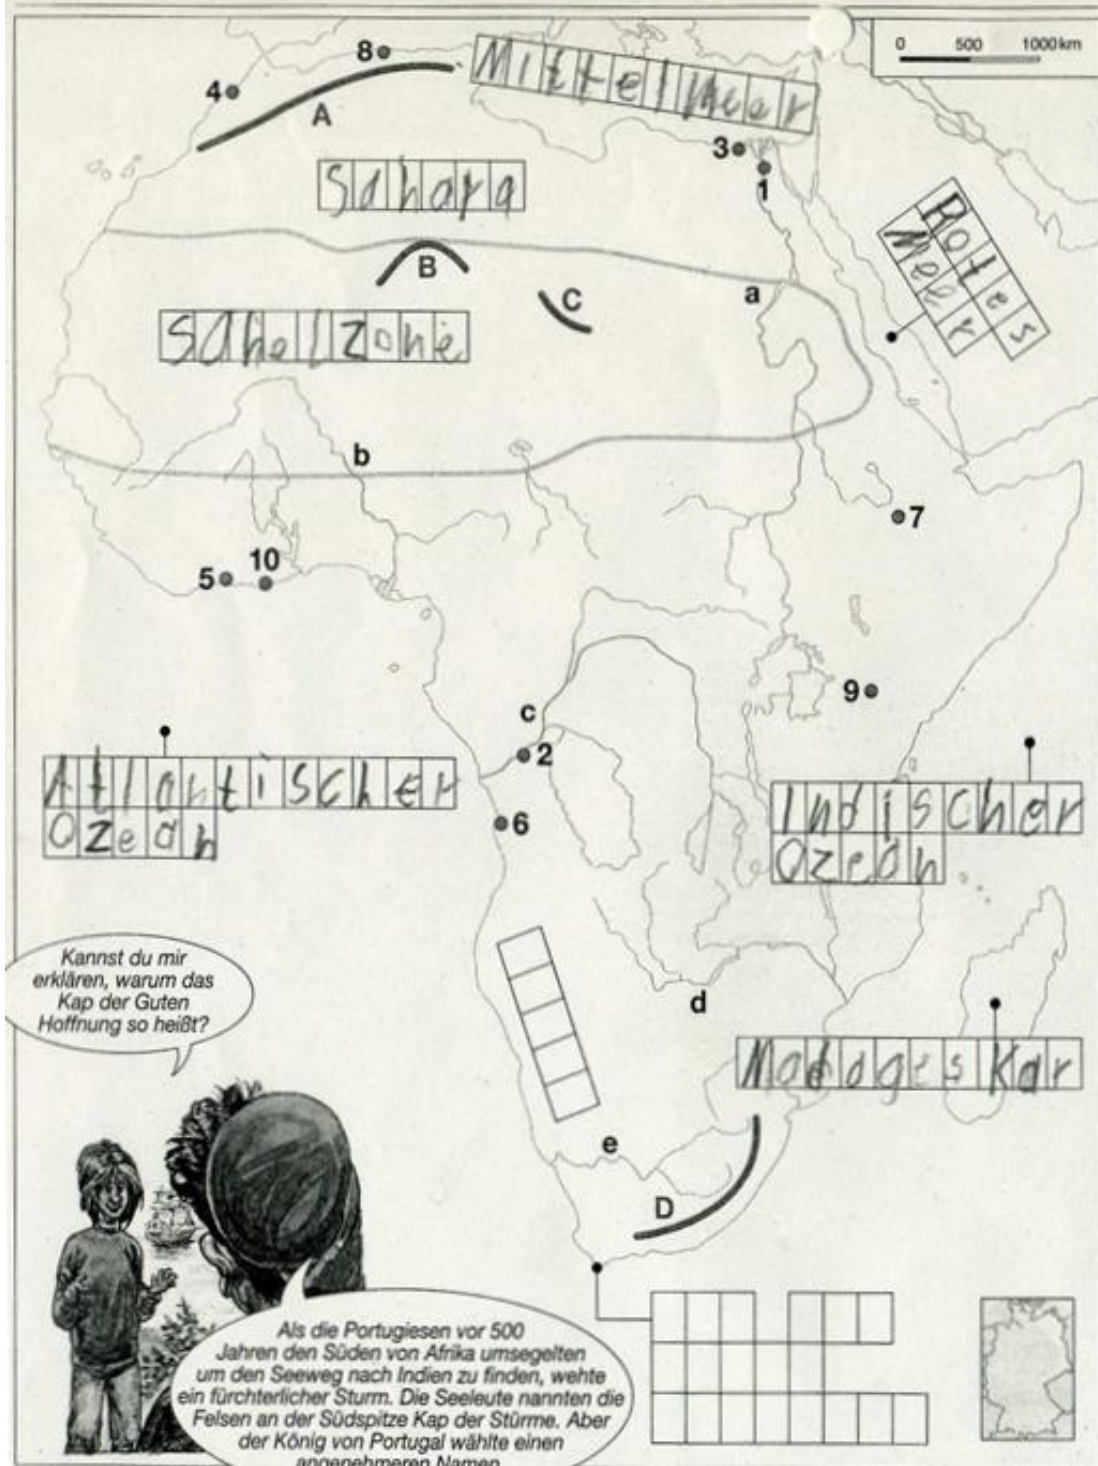 0 500 1000km
8
4
A
Mittelmeer
3
1
Sahara
Rotes
Meer
B
C
a
Sahelzone
b
7
10
5
9
c
2
Atlantischer
Ozean
6
Indischer
Ozean
Kannst du mir
erklären, warum das
Kap der Guten
Hoffnung so heißt?
d
Madagaskar
e
D
Als die Portugiesen vor 500
Jahren den Süden von Afrika umsegelten
um den Seeweg nach Indien zu finden, wehte
ein fürchterlicher Sturm. Die Seeleute nannten die
Felsen an der Südspitze Kap der Stürme. Aber
der König von Portugal wählte einen
angenehmeren Namen